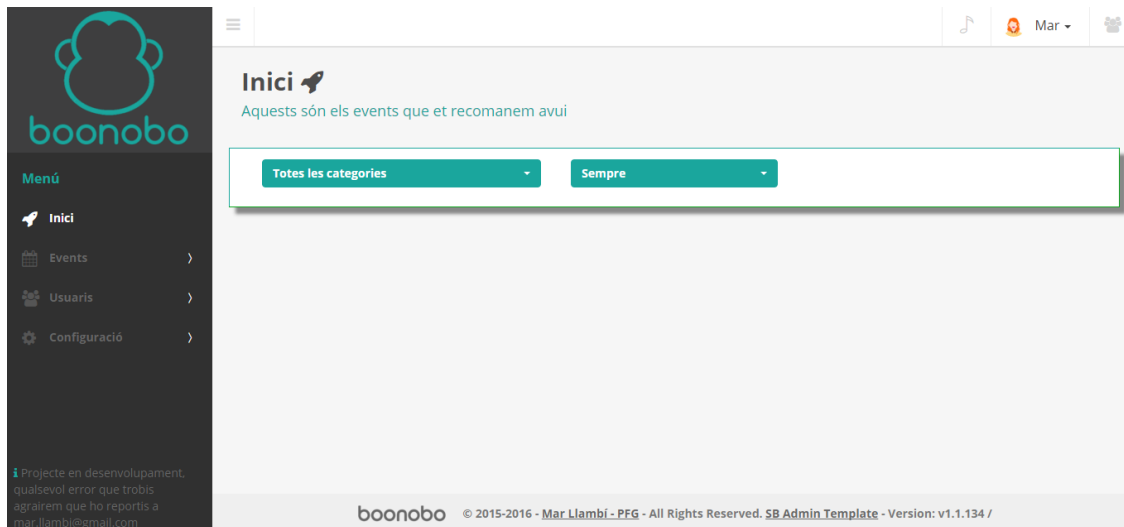 boonobo
Menú
Inici
Events
Usuaris
Configuració
Projecte en desenvolupament,
qualsevol error que trobis
agrairem que ho reportis a
mar.llambi@gmail.com
Mar
Inici
Aquests són els events que et recomanem avui
Totes les categories
Sempre
boonobo © 2015-2016 - Mar Llambí - PFG - All Rights Reserved. SB Admin Template - Version: v1.1.134 /